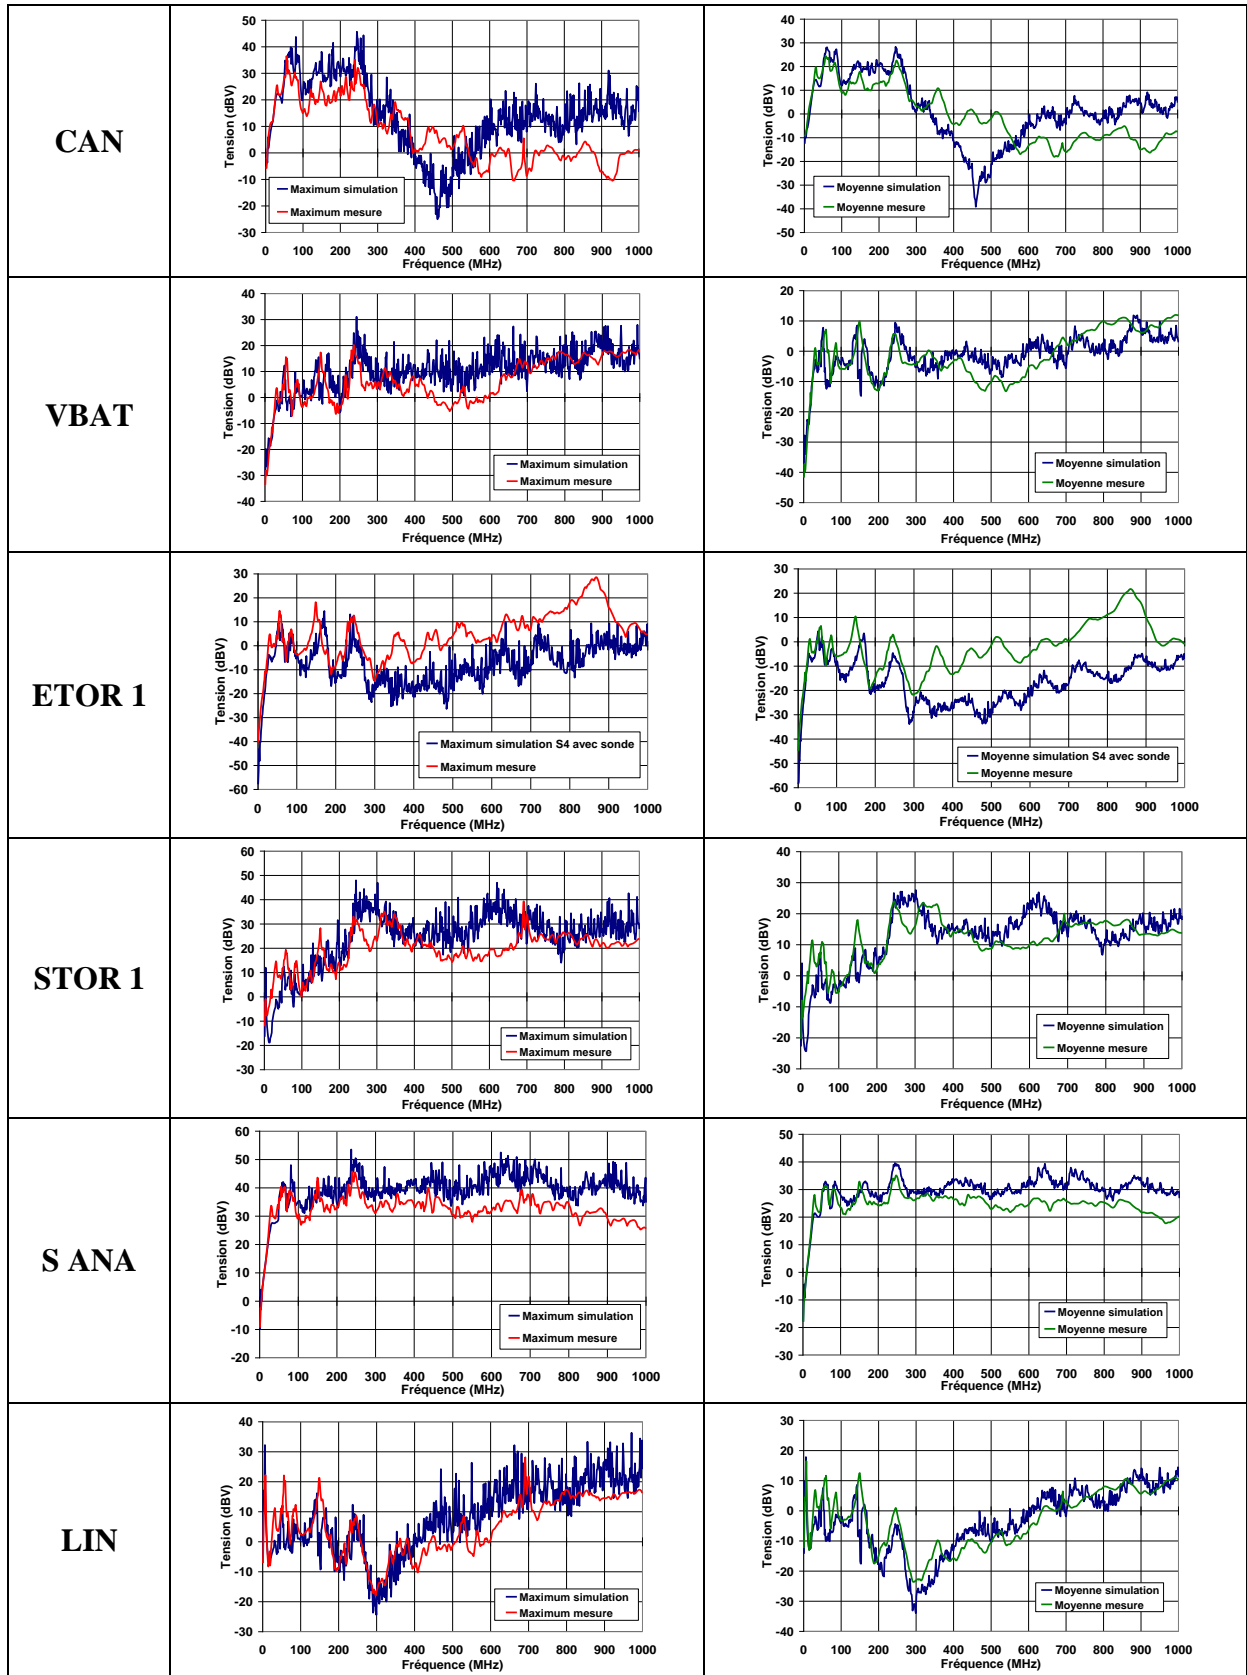 CAN
50
40
30
20
10
0
-10
-20
-30
Tension (dBV)
Maximum simulation
Maximum mesure
0 100 200 300 400 500 600 700 800 900 1000
Fréquence (MHz)
40
30
20
10
0
-10
-20
-30
-40
-50
Tension (dBV)
Moyenne simulation
Moyenne mesure
0 100 200 300 400 500 600 700 800 900 1000
Fréquence (MHz)
VBAT
40
30
20
10
0
-10
-20
-30
-40
Tension (dBV)
Maximum simulation
Maximum mesure
0 100 200 300 400 500 600 700 800 900 1000
Fréquence (MHz)
20
10
0
-10
-20
-30
-40
-50
Tension (dBV)
Moyenne simulation
Moyenne mesure
0 100 200 300 400 500 600 700 800 900 1000
Fréquence (MHz)
ETOR 1
30
20
10
0
-10
-20
-30
-40
-50
-60
Tension (dBV)
Maximum simulation S4 avec sonde
Maximum mesure
0 100 200 300 400 500 600 700 800 900 1000
Fréquence (MHz)
30
20
10
0
-10
-20
-30
-40
-50
-60
Tension (dBV)
Moyenne simulation S4 avec sonde
Moyenne mesure
0 100 200 300 400 500 600 700 800 900 1000
Fréquence (MHz)
STOR 1
60
50
40
30
20
10
0
-10
-20
-30
Tension (dBV)
Maximum simulation
Maximum mesure
0 100 200 300 400 500 600 700 800 900 1000
Fréquence (MHz)
40
30
20
10
0
-10
-20
-30
Tension (dBV)
Moyenne simulation
Moyenne mesure
0 100 200 300 400 500 600 700 800 900 1000
Fréquence (MHz)
S ANA
60
50
40
30
20
10
0
-10
-20
Tension (dBV)
Maximum simulation
Maximum mesure
0 100 200 300 400 500 600 700 800 900 1000
Fréquence (MHz)
50
40
30
20
10
0
-10
-20
-30
Tension (dBV)
Moyenne simulation
Moyenne mesure
0 100 200 300 400 500 600 700 800 900 1000
Fréquence (MHz)
LIN
40
30
20
10
0
-10
-20
-30
Tension (dBV)
Maximum simulation
Maximum mesure
0 100 200 300 400 500 600 700 800 900 1000
Fréquence (MHz)
30
20
10
0
-10
-20
-30
-40
Tension (dBV)
Moyenne simulation
Moyenne mesure
0 100 200 300 400 500 600 700 800 900 1000
Fréquence (MHz)